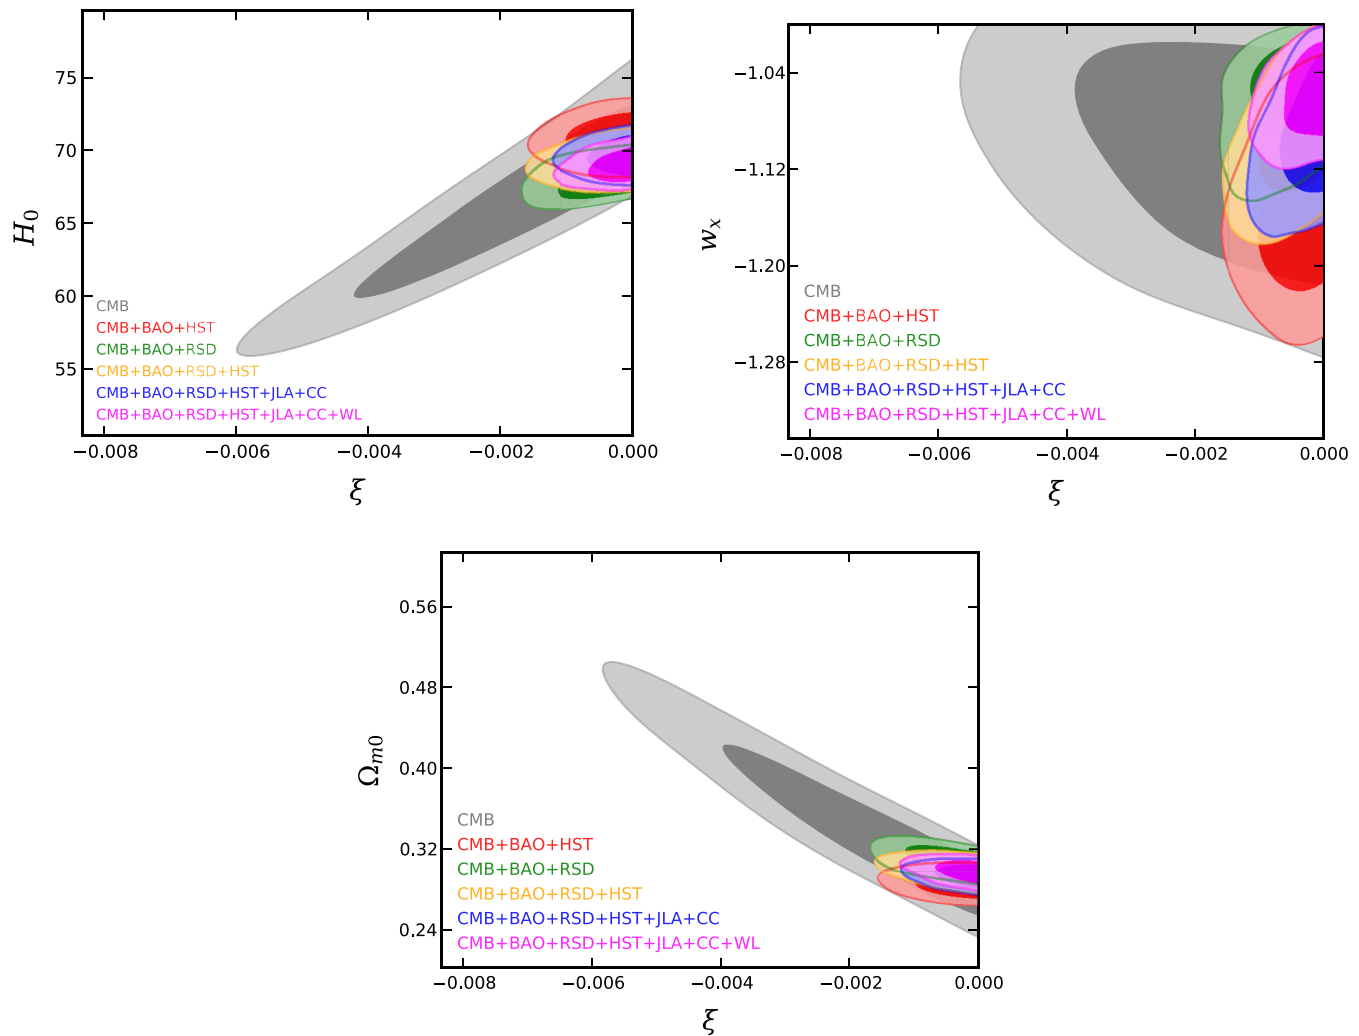 75
70
65
60
55
H₀
CMB
CMB+BAO+HST
CMB+BAO+RSD
CMB+BAO+RSD+HST
CMB+BAO+RSD+HST+JLA+CC
CMB+BAO+RSD+HST+JLA+CC+WL
−0.008 −0.006 −0.004 −0.002 0.000
ξ
−1.04
−1.12
−1.20
−1.28
wₓ
CMB
CMB+BAO+HST
CMB+BAO+RSD
CMB+BAO+RSD+HST
CMB+BAO+RSD+HST+JLA+CC
CMB+BAO+RSD+HST+JLA+CC+WL
−0.008 −0.006 −0.004 −0.002 0.000
ξ
0.56
0.48
0.40
0.32
0.24
Ωₘ₀
CMB
CMB+BAO+HST
CMB+BAO+RSD
CMB+BAO+RSD+HST
CMB+BAO+RSD+HST+JLA+CC
CMB+BAO+RSD+HST+JLA+CC+WL
−0.008 −0.006 −0.004 −0.002 0.000
ξ